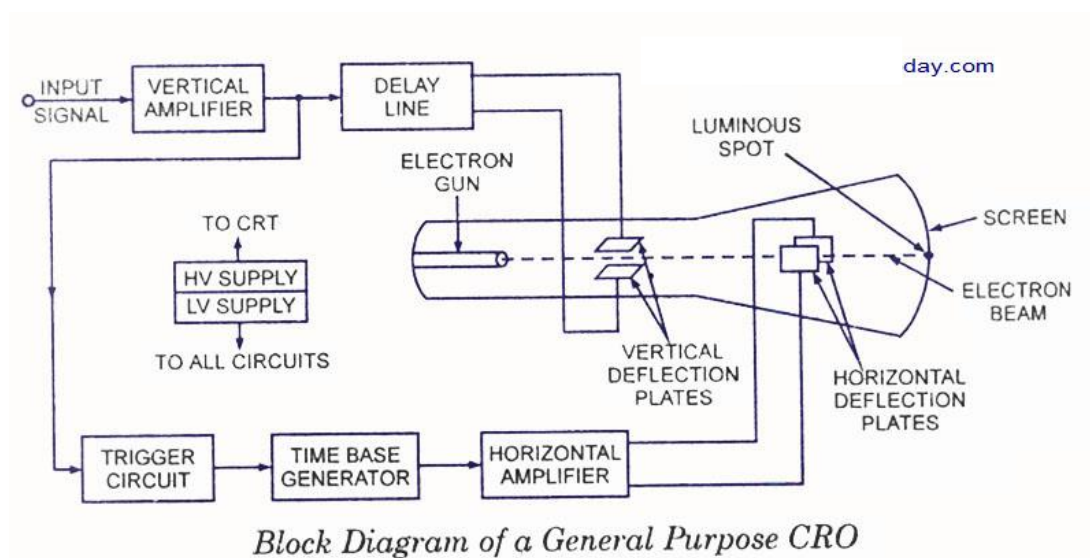 day.com
INPUT
SIGNAL
VERTICAL
AMPLIFIER
DELAY
LINE
LUMINOUS
SPOT
ELECTRON
GUN
SCREEN
TO CRT
HV SUPPLY
LV SUPPLY
TO ALL CIRCUITS
ELECTRON
BEAM
VERTICAL
DEFLECTION
PLATES
HORIZONTAL
DEFLECTION
PLATES
TRIGGER
CIRCUIT
TIME BASE
GENERATOR
HORIZONTAL
AMPLIFIER
Block Diagram of a General Purpose CRO